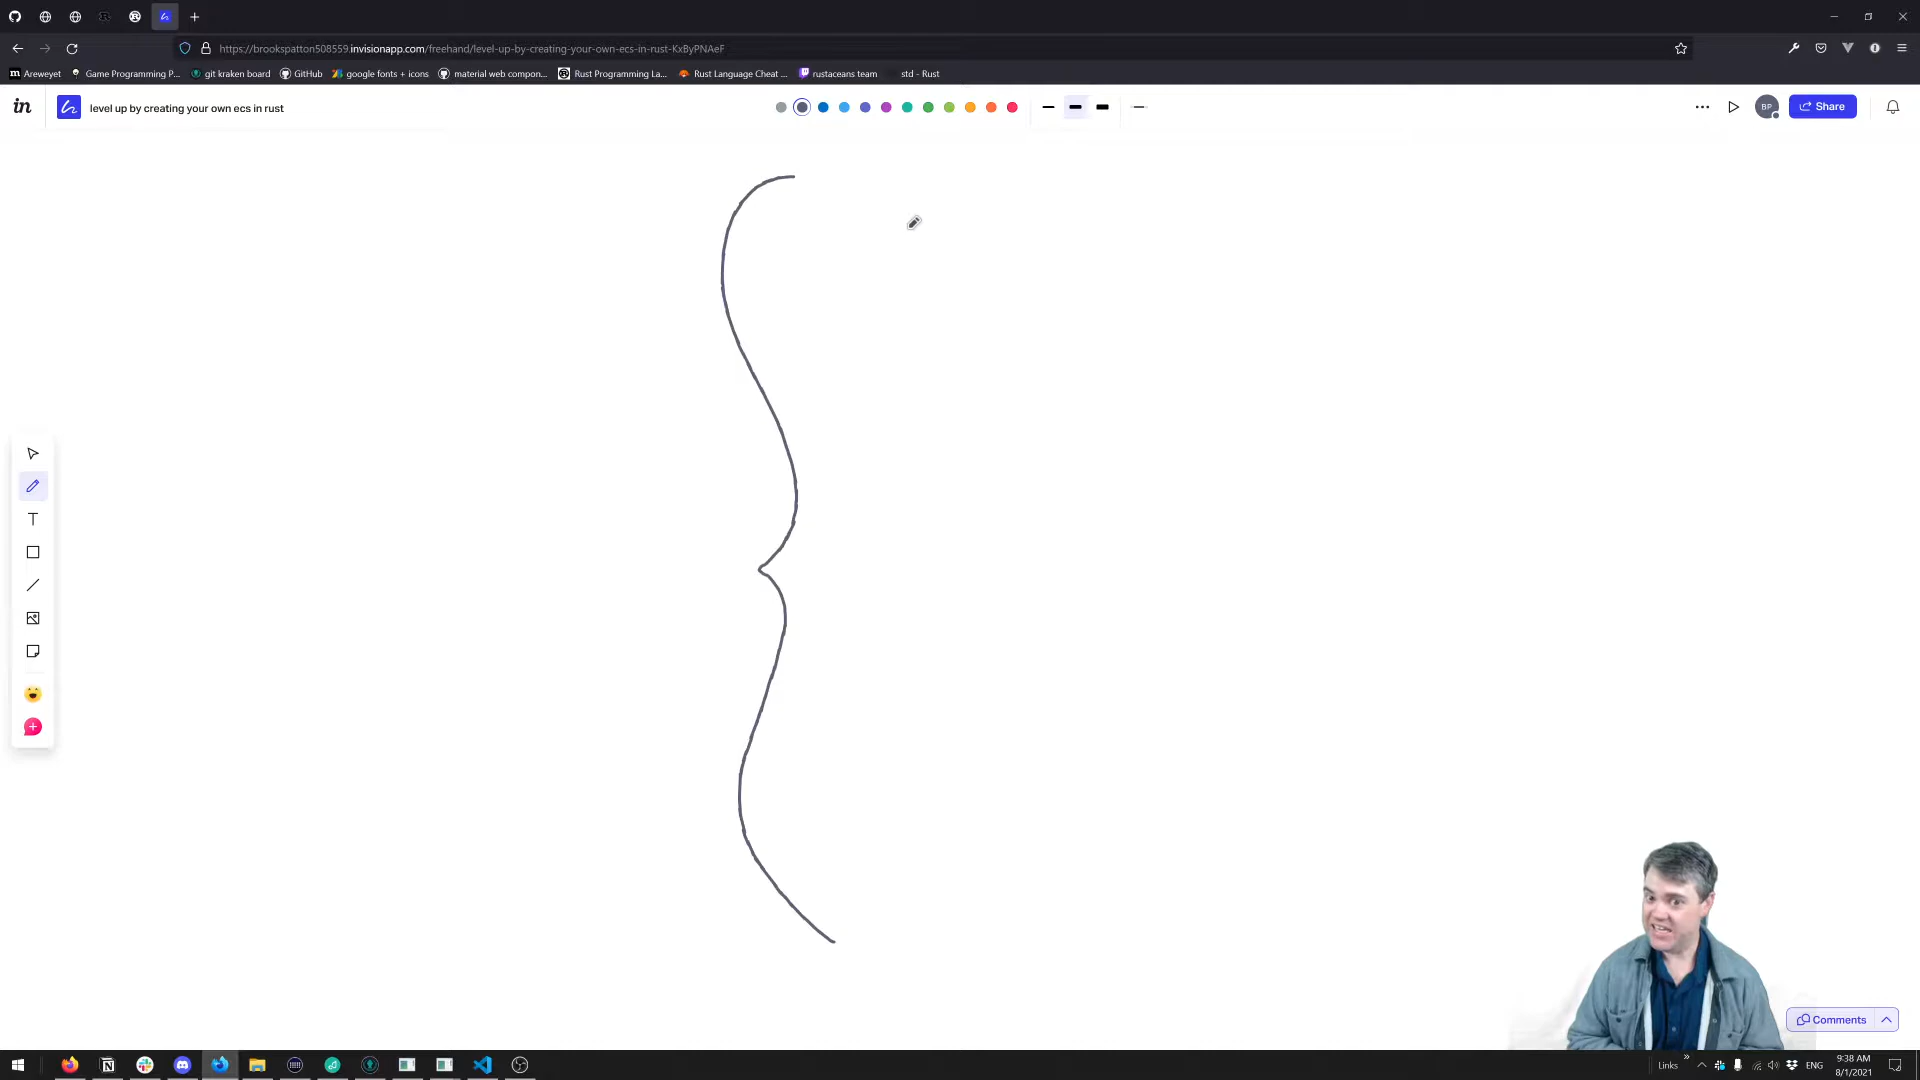 https://brookspatton508559.invisionapp.com/freehand/level-up-by-creating-your-own-ecs-in-rust-KxByPNAeF
Areweyet
Game Programming P...
git kraken board
GitHub
google fonts + icons
material web compon...
Rust Programming La...
Rust Language Cheat ...
rustaceans team
std - Rust
in
level up by creating your own ecs in rust
BP
Share
T
Comments
Links
ENG
9:38 AM
8/1/2021